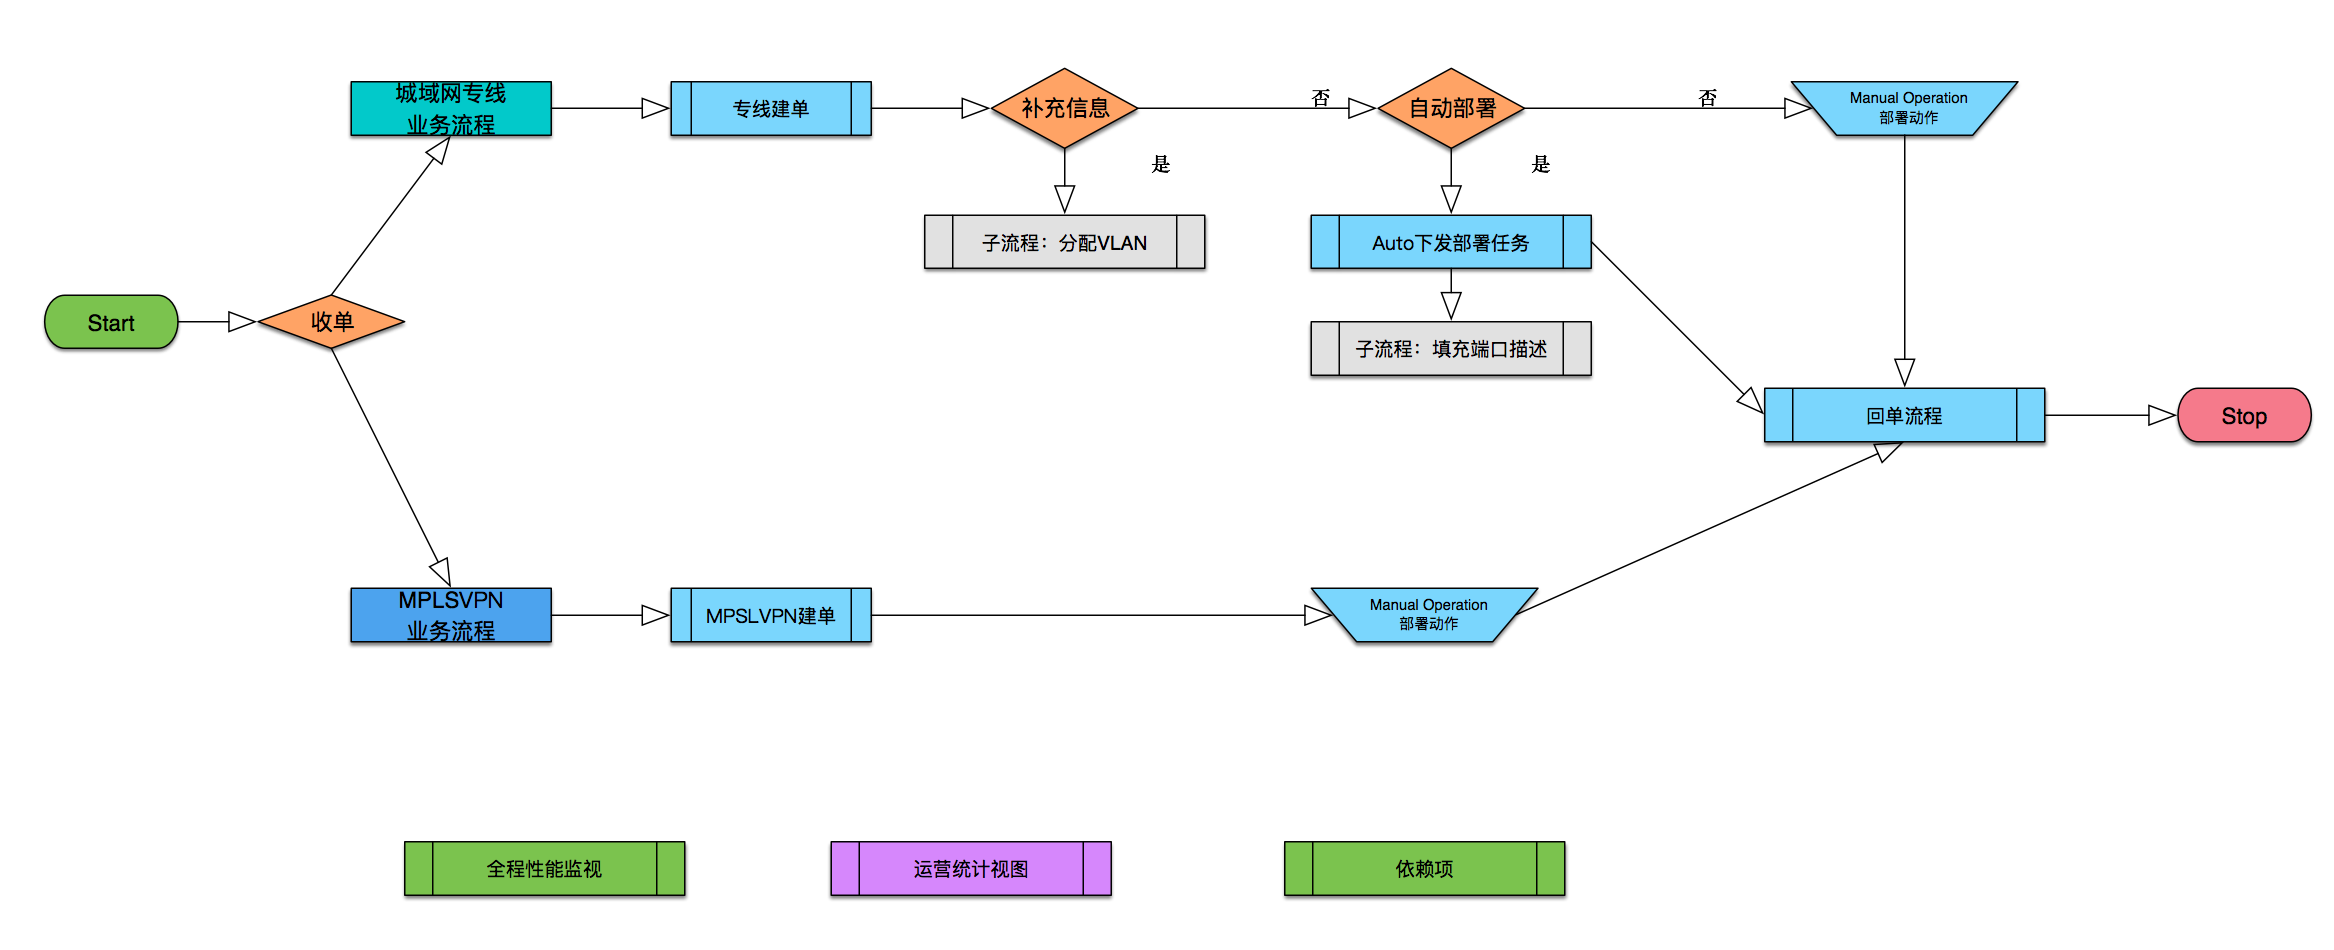 城域网专线
业务流程
专线建单
补充信息
否
自动部署
否
Manual Operation
部署动作
是
是
子流程：分配VLAN
Auto下发部署任务
Start
收单
子流程：填充端口描述
回单流程
Stop
MPLSVPN
业务流程
MPSLVPN建单
Manual Operation
部署动作
全程性能监视
运营统计视图
依赖项